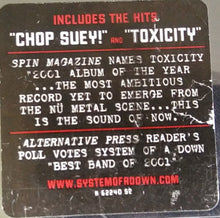 INCLUDES THE HITS
"CHOP SUEY!" AND "TOXICITY"
SPIN MAGAZINE NAMES TOXICITY
"2001 ALBUM OF THE YEAR
...THE MOST AMBITIOUS
RECORD YET TO EMERGE FROM
THE NÜ METAL SCENE...THIS
IS THE SOUND OF NOW."
ALTERNATIVE PRESS READER'S
POLL VOTES SYSTEM OF A DOWN
"BEST BAND OF 2001"
WWW.SYSTEMOFADOWN.COM